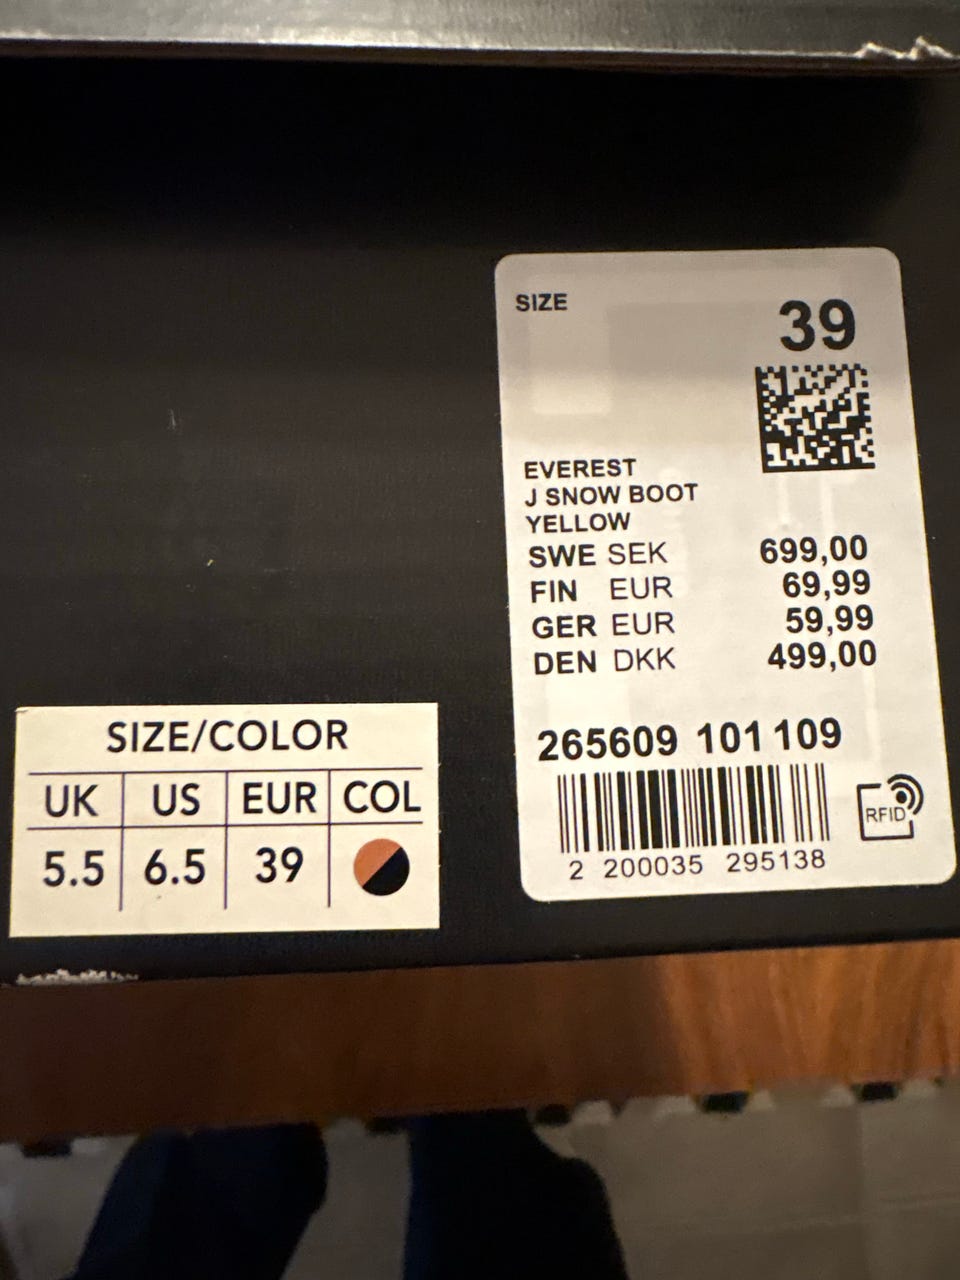 SIZE
39
EVEREST
J SNOW BOOT
YELLOW
SWE SEK 699,00
FIN EUR 69,99
GER EUR 59,99
DEN DKK 499,00
265609 101 109
RFID
2 200035 295138
SIZE/COLOR
UK US EUR COL
5.5 6.5 39